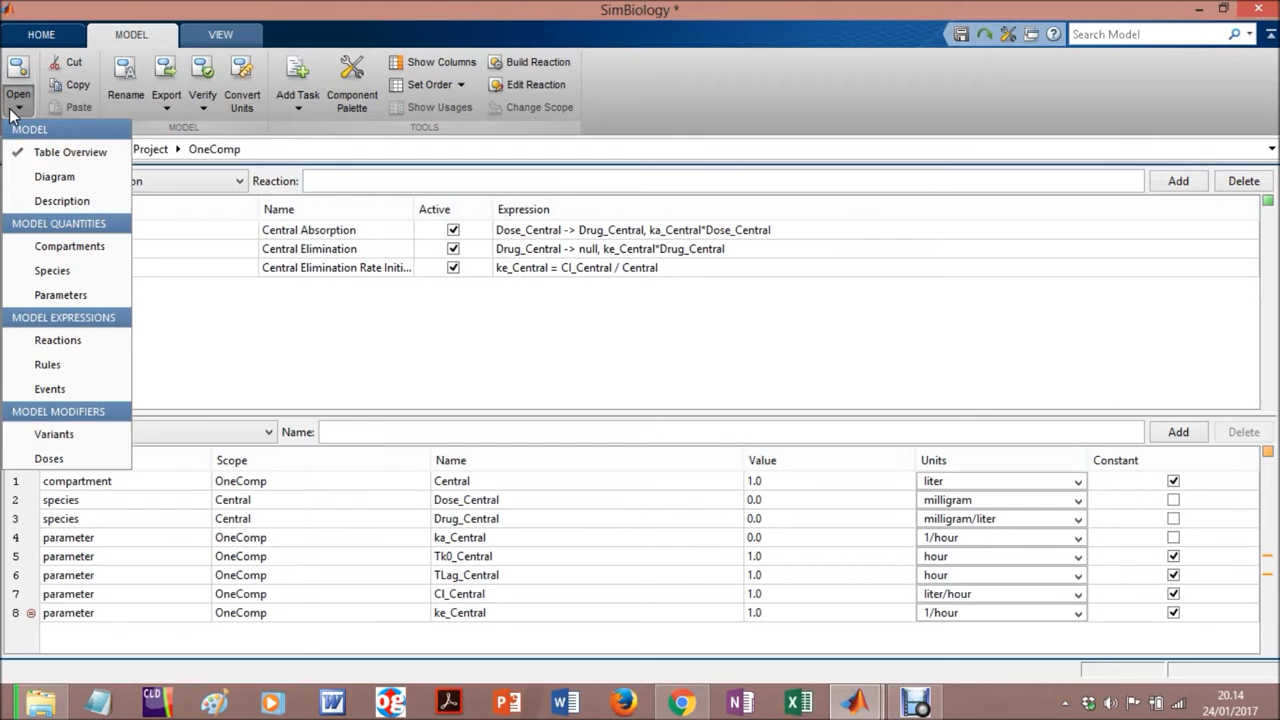 SimBiology *
HOME
MODEL
VIEW
Search Model
Open
Cut
Copy
Paste
Rename
Export
Verify
Convert
Units
Add Task
Component
Palette
Show Columns
Set Order
Show Usages
Build Reaction
Edit Reaction
Change Scope
MODEL
TOOLS
MODEL
Table Overview
Diagram
Description
MODEL QUANTITIES
Compartments
Species
Parameters
MODEL EXPRESSIONS
Reactions
Rules
Events
MODEL MODIFIERS
Variants
Doses
Project
OneComp
on
Reaction:
Add
Delete
Name
Active
Expression
Central Absorption
Dose_Central -> Drug_Central, ka_Central*Dose_Central
Central Elimination
Drug_Central -> null, ke_Central*Drug_Central
Central Elimination Rate Initi...
ke_Central = Cl_Central / Central
Name:
Add
Delete
Scope
Name
Value
Units
Constant
1 compartment OneComp Central 1.0 liter
2 species Central Dose_Central 0.0 milligram
3 species Central Drug_Central 0.0 milligram/liter
4 parameter OneComp ka_Central 0.0 1/hour
5 parameter OneComp Tk0_Central 1.0 hour
6 parameter OneComp TLag_Central 1.0 hour
7 parameter OneComp Cl_Central 1.0 liter/hour
8 parameter OneComp ke_Central 1.0 1/hour
CLD
og
20.14
24/01/2017